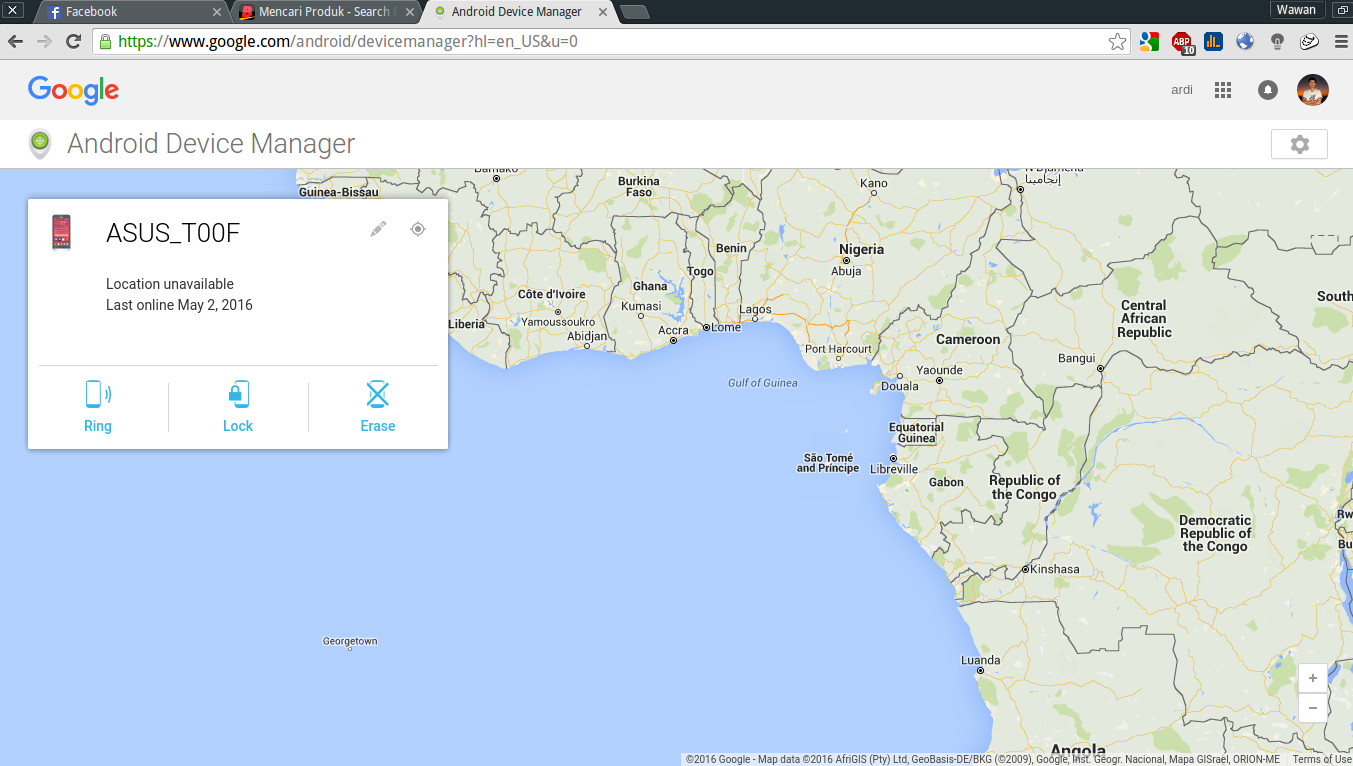 Facebook
Mencari Produk - Search
Android Device Manager
Wawan
https://www.google.com/android/devicemanager?hl=en_US&u=0
ABP
10
Google
ardi
Android Device Manager
ASUS_T00F
Location unavailable
Last online May 2, 2016
Ring
Lock
Erase
Bamako
Guinea-Bissau
Burkina
Faso
Kano
N'Djamena
إنجامينا
Benin
Nigeria
Abuja
Togo
Ghana
Côte d'Ivoire
Kumasi
Lagos
Central
African
Republic
South
Liberia
Yamoussoukro
Abidjan
Accra
Lome
Cameroon
Port Harcourt
Bangui
Yaounde
Gulf of Guinea
Douala
Equatorial
Guinea
São Tomé
and Príncipe
Libreville
Gabon
Republic of
the Congo
Democratic
Republic of
the Congo
Rw
Bu
Kinshasa
Georgetown
Luanda
Angola
+
−
©2016 Google - Map data ©2016 AfriGIS (Pty) Ltd, GeoBasis-DE/BKG (©2009), Google, Inst. Geogr. Nacional, Mapa GISrael, ORION-ME
Terms of Use